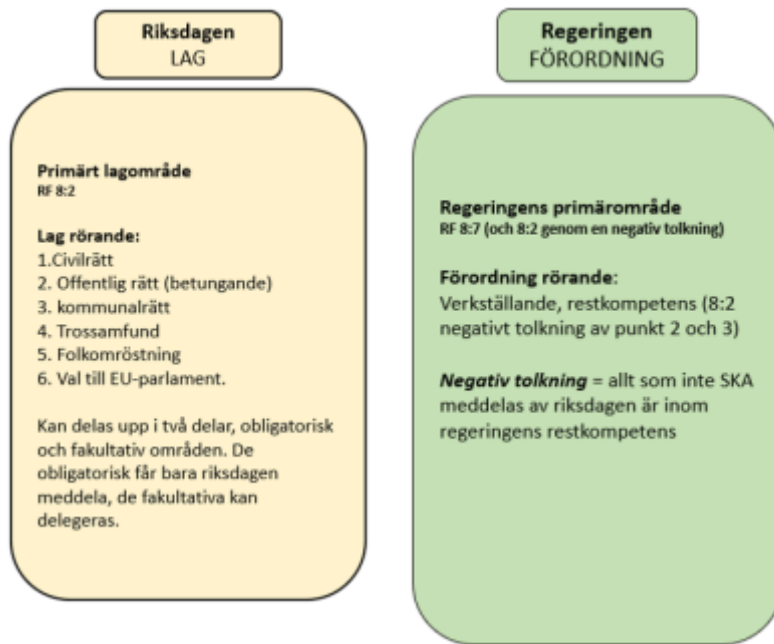 Riksdagen
LAG
Primärt lagområde
RF 8:2
Lag rörande:
1.Civilrätt
2. Offentlig rätt (betungande)
3. kommunalrätt
4. Trossamfund
5. Folkomröstning
6. Val till EU-parlament.
Kan delas upp i två delar, obligatorisk
och fakultativ områden. De
obligatorisk får bara riksdagen
meddela, de fakultativa kan
delegeras.
Regeringen
FÖRORDNING
Regeringens primärområde
RF 8:7 (och 8:2 genom en negativ tolkning)
Förordning rörande:
Verkställande, restkompetens (8:2
negativt tolkning av punkt 2 och 3)
Negativ tolkning = allt som inte SKA
meddelas av riksdagen är inom
regeringens restkompetens